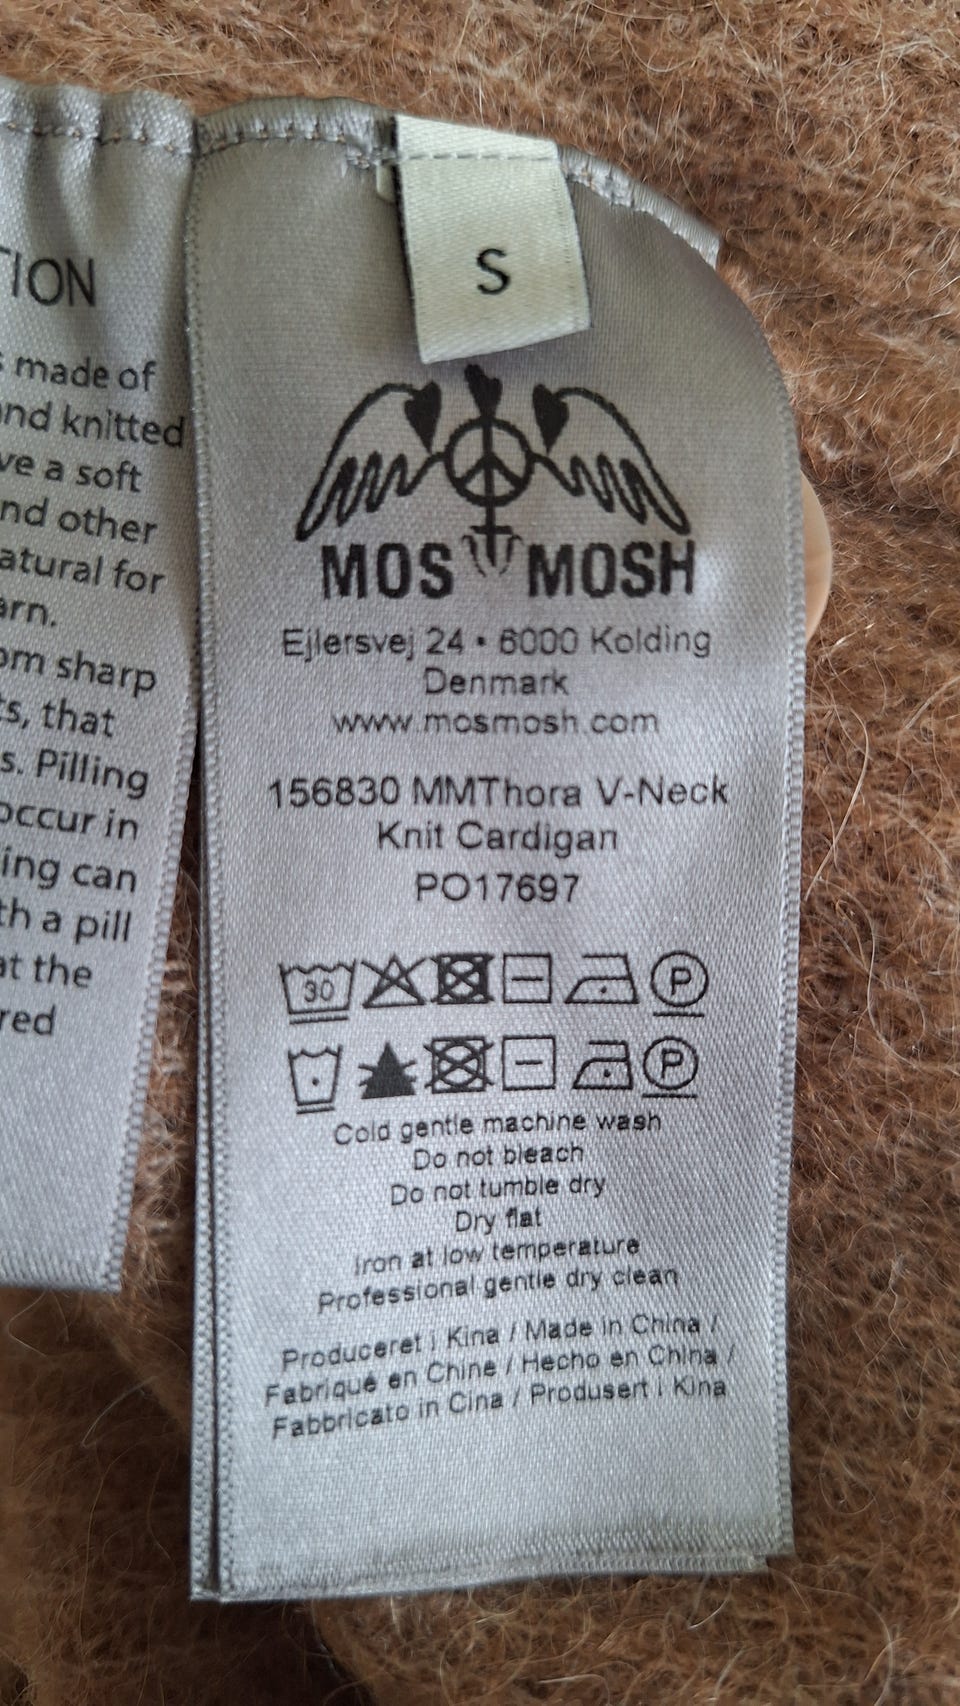 TION
made of
and knitted
ve a soft
nd other
atural for
arn.
om sharp
ts, that
s. Pilling
occur in
ing can
th a pill
at the
red
S
MOS MOSH
Ejlersvej 24 • 6000 Kolding
Denmark
www.mosmosh.com
156830 MMThora V-Neck
Knit Cardigan
PO17697
30 P
P
Cold gentle machine wash
Do not bleach
Do not tumble dry
Dry flat
Iron at low temperature
Professional gentle dry clean
Produceret i Kina / Made in China /
Fabriqué en Chine / Hecho en China /
Fabbricato in Cina / Produsert i Kina